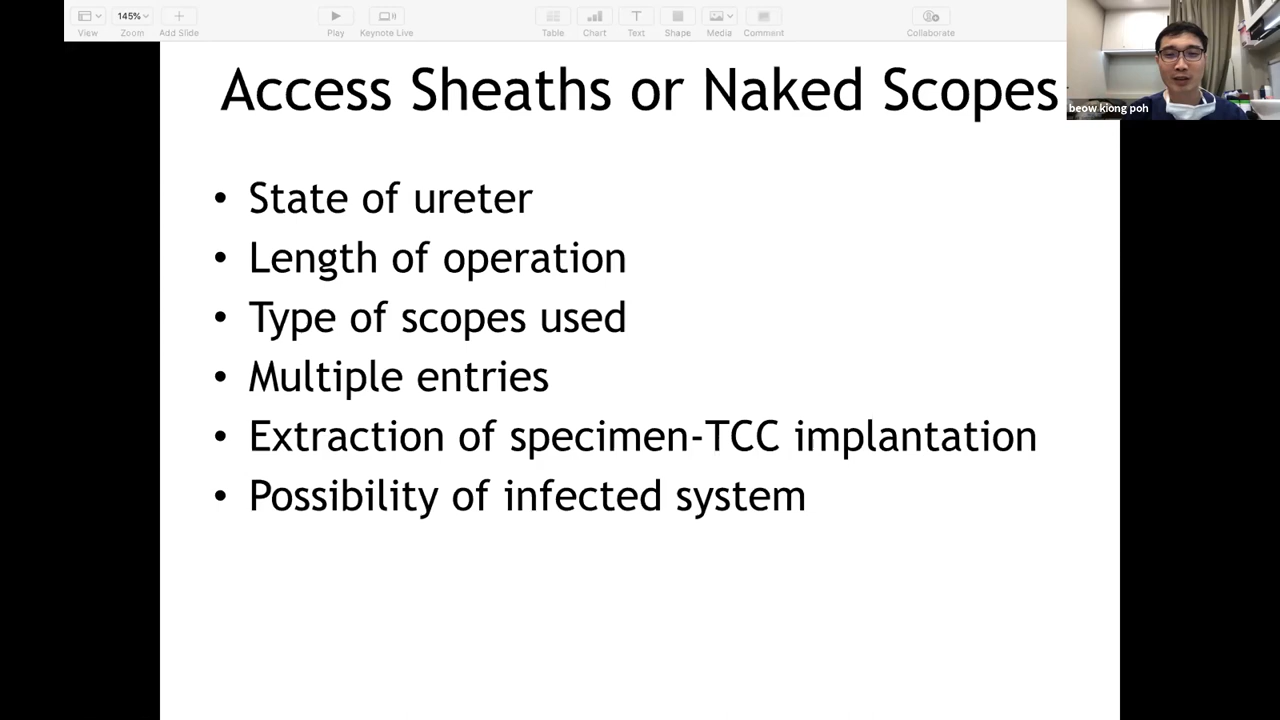 145%
View
Zoom
Add Slide
Play
Keynote Live
Table
Chart
Text
Shape
Media
Comment
Collaborate
beow kiong poh
Access Sheaths or Naked Scopes
• State of ureter
• Length of operation
• Type of scopes used
• Multiple entries
• Extraction of specimen-TCC implantation
• Possibility of infected system